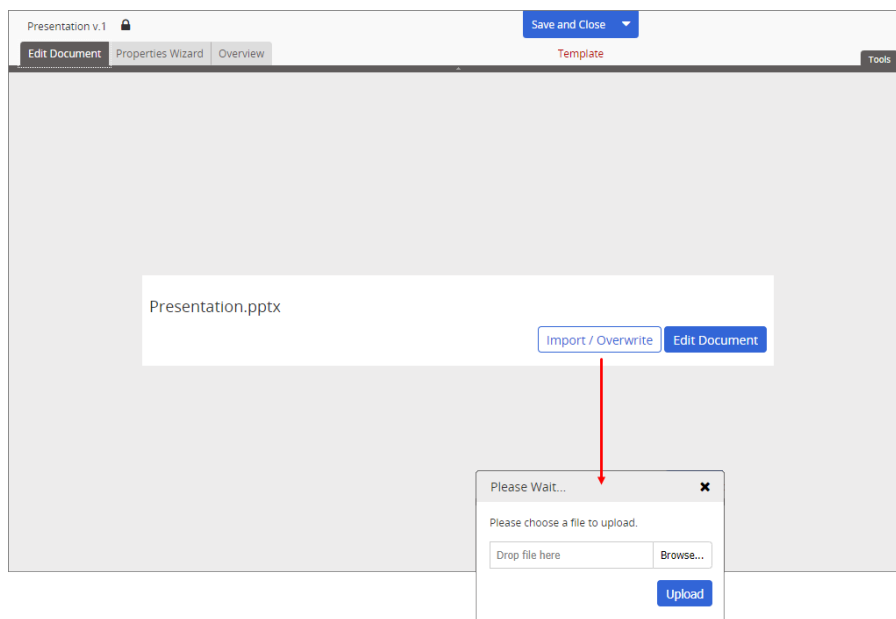 Presentation v.1
Save and Close
Edit Document Properties Wizard Overview
Template
Tools
Presentation.pptx
Import / Overwrite Edit Document
Please Wait...
Please choose a file to upload.
Drop file here Browse...
Upload